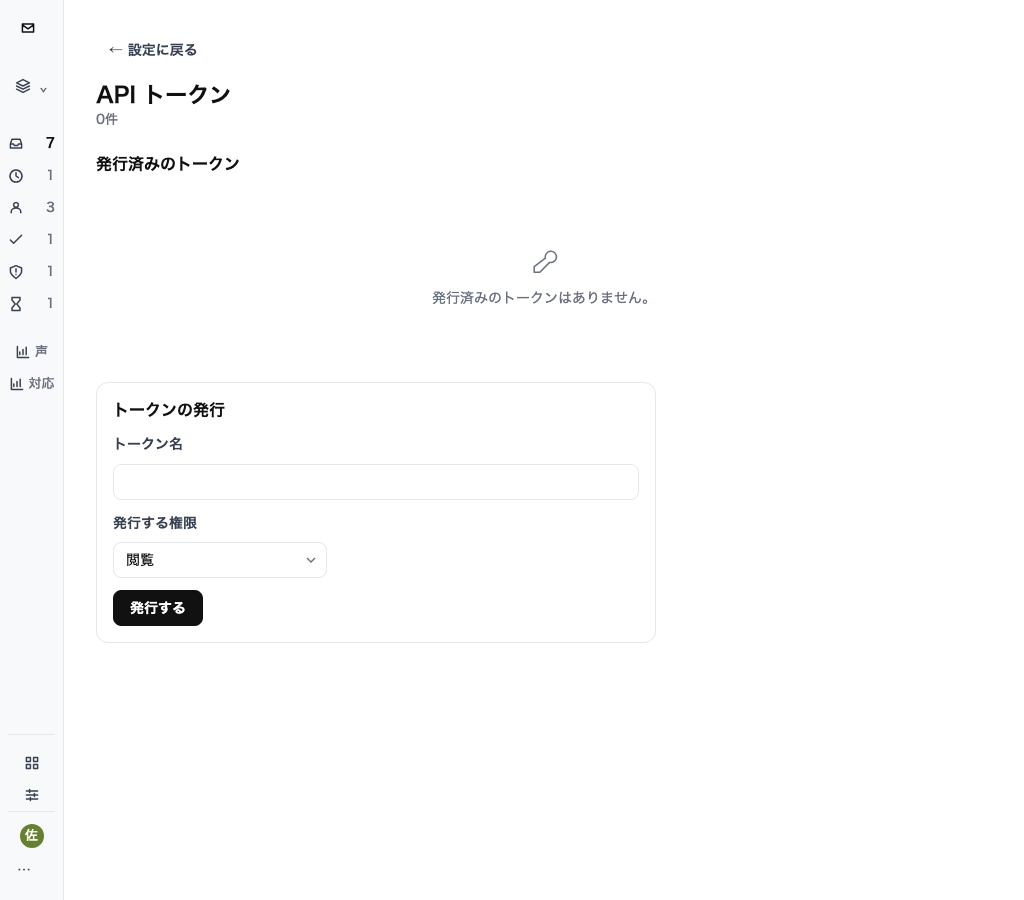 ← 設定に戻る
API トークン
0件
発行済みのトークン
7
1
3
1
1
1
声
対応
発行済みのトークンはありません。
トークンの発行
トークン名
発行する権限
閲覧
発行する
佐
…